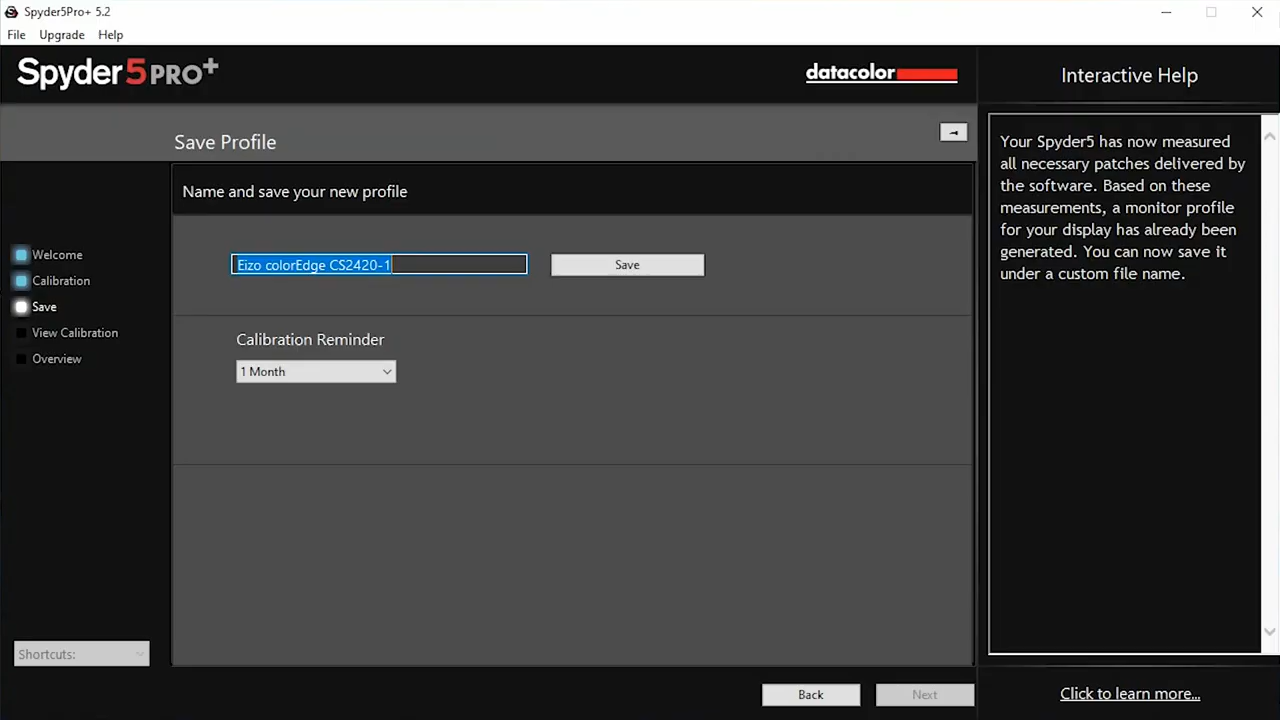 Spyder5Pro+ 5.2
File Upgrade Help
Spyder5PRO+
datacolor
Interactive Help
Save Profile
Name and save your new profile
Your Spyder5 has now measured
all necessary patches delivered by
the software. Based on these
measurements, a monitor profile
for your display has already been
generated. You can now save it
under a custom file name.
Welcome
Calibration
Save
View Calibration
Overview
Eizo colorEdge CS2420-1
Save
Calibration Reminder
1 Month
Shortcuts:
Back
Next
Click to learn more...